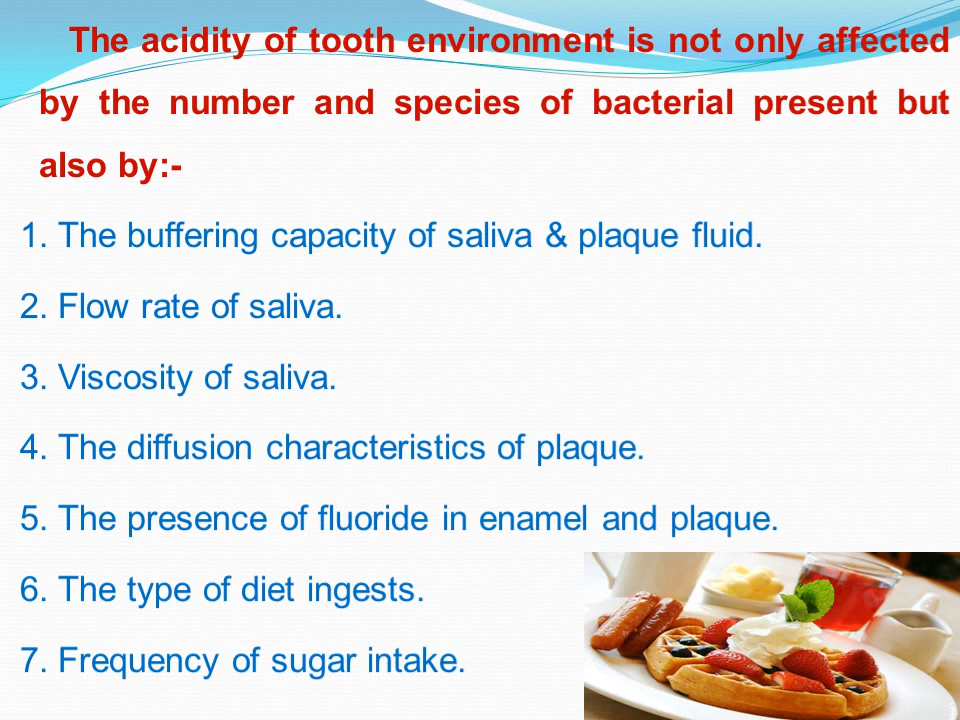 The acidity of tooth environment is not only affected
by the number and species of bacterial present but
also by:-
1. The buffering capacity of saliva & plaque fluid.
2. Flow rate of saliva.
3. Viscosity of saliva.
4. The diffusion characteristics of plaque.
5. The presence of fluoride in enamel and plaque.
6. The type of diet ingests.
7. Frequency of sugar intake.